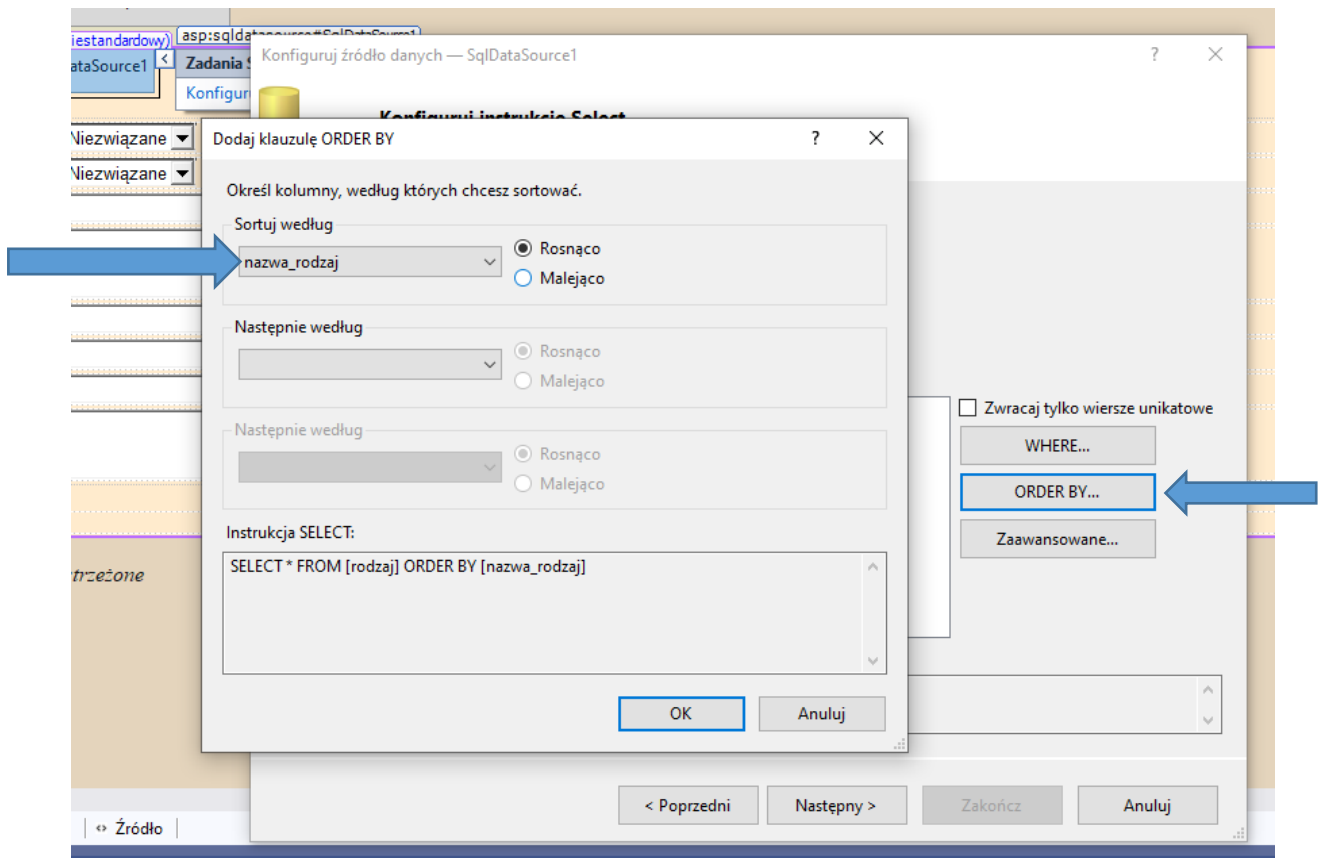 iestandardowy)
asp:sqldatasource#SqlDataSource1
ataSource1
Zadania
Konfiguruj źródło danych — SqlDataSource1
?
Konfiguruj instrukcję Select
Niezwiązane
Niezwiązane
Dodaj klauzulę ORDER BY
?
Określ kolumny, według których chcesz sortować.
Sortuj według
nazwa_rodzaj
Rosnąco
Malejąco
Następnie według
Rosnąco
Malejąco
Następnie według
Rosnąco
Malejąco
Instrukcja SELECT:
SELECT * FROM [rodzaj] ORDER BY [nazwa_rodzaj]
OK
Anuluj
Zwracaj tylko wiersze unikatowe
WHERE...
ORDER BY...
Zaawansowane...
trzeżone
< Poprzedni
Następny >
Zakończ
Anuluj
Źródło